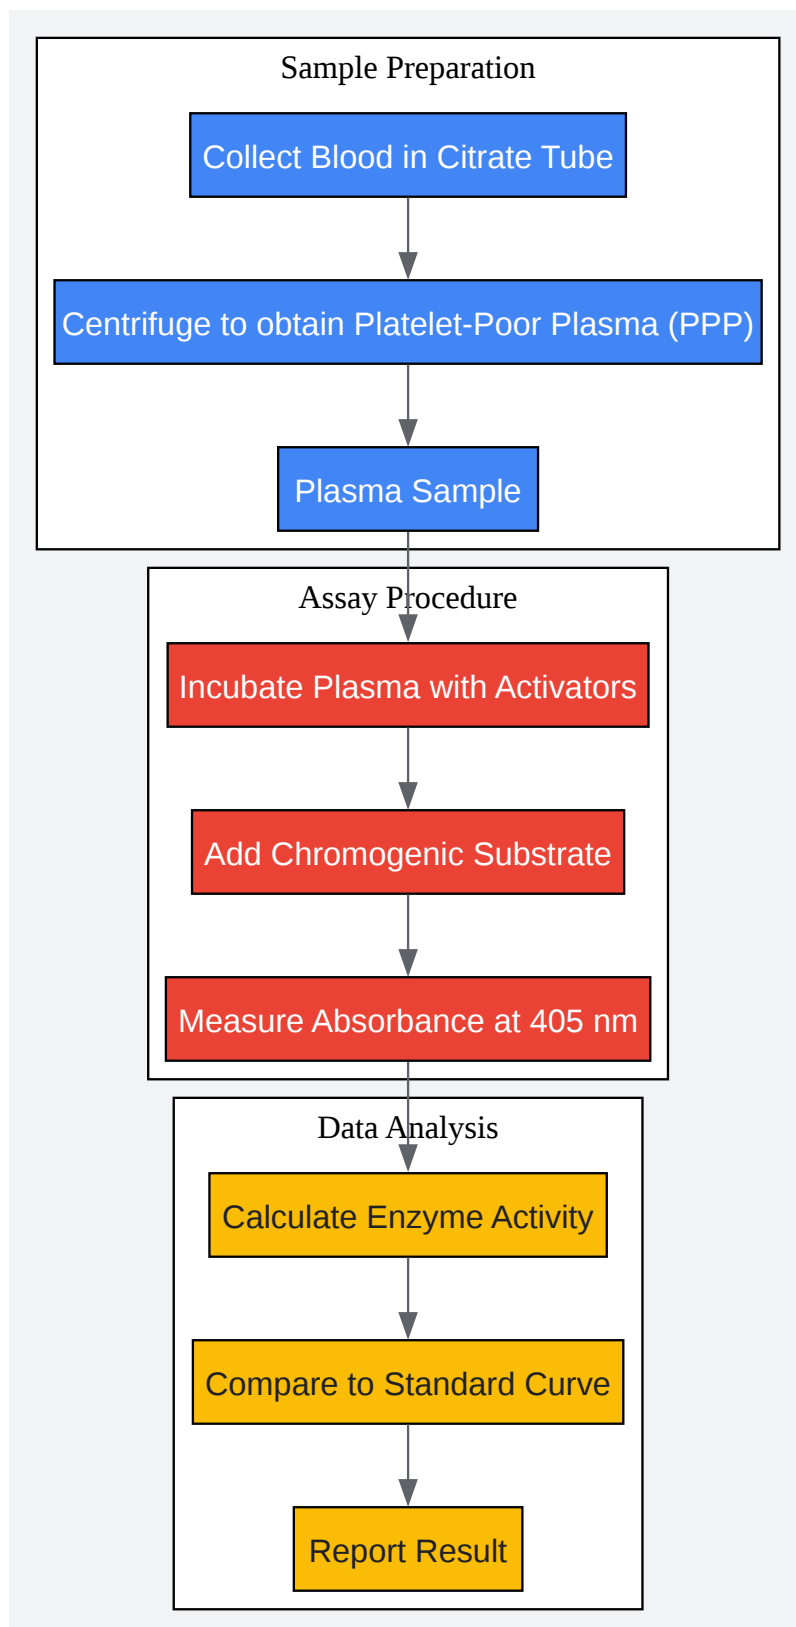 Sample Preparation
Collect Blood in Citrate Tube
Centrifuge to obtain Platelet-Poor Plasma (PPP)
Plasma Sample
Assay Procedure
Incubate Plasma with Activators
Add Chromogenic Substrate
Measure Absorbance at 405 nm
Data Analysis
Calculate Enzyme Activity
Compare to Standard Curve
Report Result